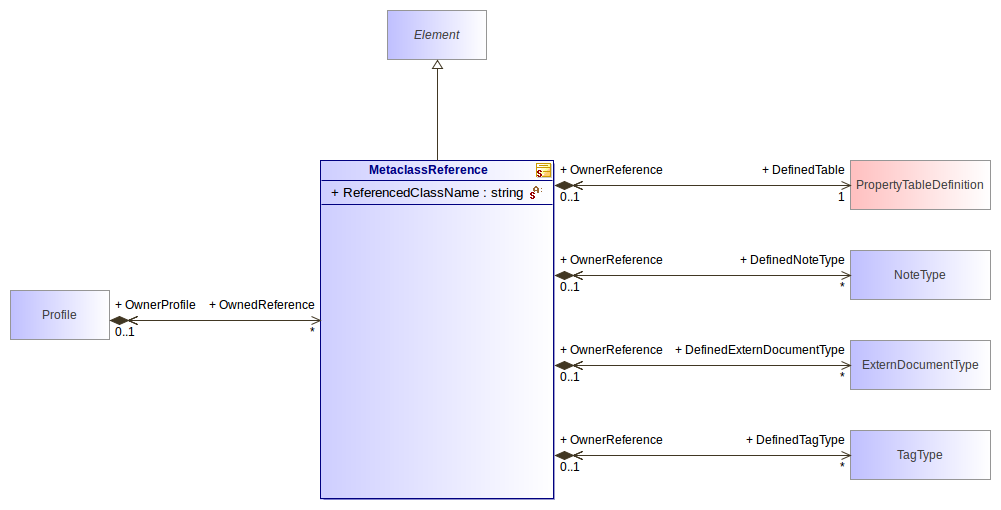 Element
MetaclassReference
+ ReferencedClassName : string
+ OwnerReference
+ DefinedTable
0..1
1
PropertyTableDefinition
+ OwnerReference
+ DefinedNoteType
0..1
*
NoteType
Profile
+ OwnerProfile
+ OwnedReference
0..1
*
+ OwnerReference
+ DefinedExternDocumentType
0..1
*
ExternDocumentType
+ OwnerReference
+ DefinedTagType
0..1
*
TagType